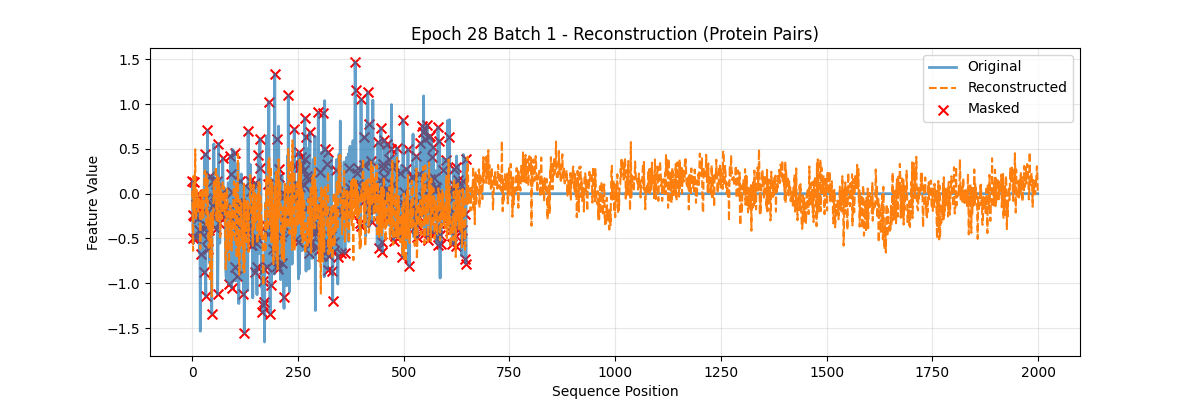 Epoch 28 Batch 1 - Reconstruction (Protein Pairs)
Original
Reconstructed
Masked
Feature Value
1.5
1.0
0.5
0.0
−0.5
−1.0
−1.5
0 250 500 750 1000 1250 1500 1750 2000
Sequence Position